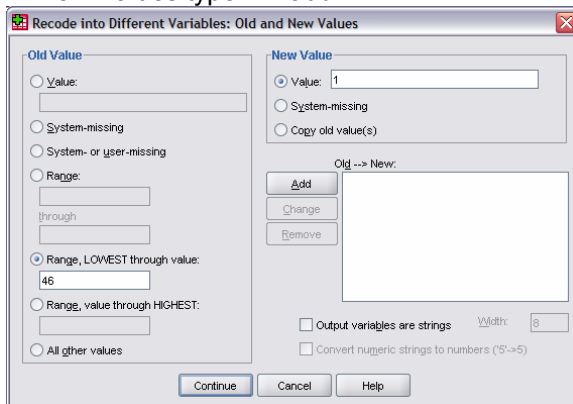 Recode into Different Variables: Old and New Values
Old Value
Value:
System-missing
System- or user-missing
Range:
through
Range, LOWEST through value:
46
Range, value through HIGHEST:
All other values
New Value
Value: 1
System-missing
Copy old value(s)
Old --> New:
Add
Change
Remove
Output variables are strings Width: 8
Convert numeric strings to numbers ('5'->5)
Continue Cancel Help